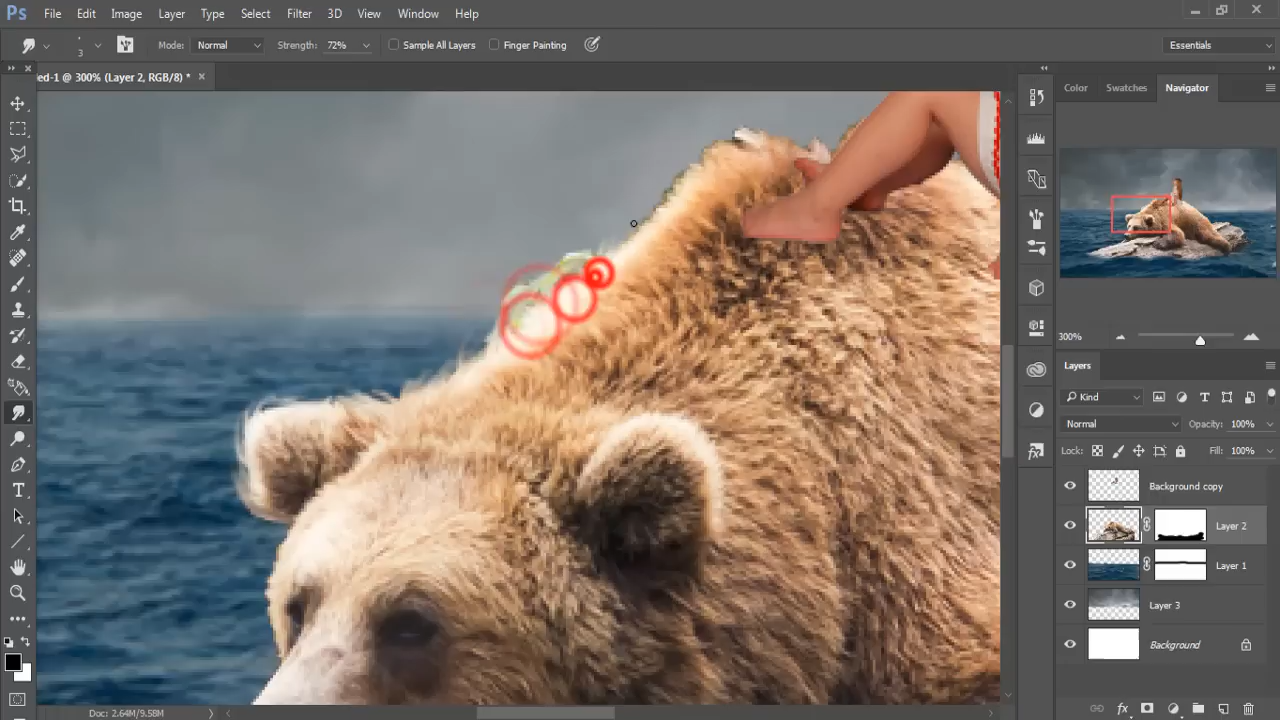 Ps File Edit Image Layer Type Select Filter 3D View Window Help
3 Mode: Normal Strength: 72% Sample All Layers Finger Painting Essentials
ed-1 @ 300% (Layer 2, RGB/8) * ×
Color Swatches Navigator
300%
Layers
Kind
Normal Opacity: 100%
Lock: Fill: 100%
Background copy
Layer 2
Layer 1
Layer 3
Background
Doc: 2.64M/9.58M